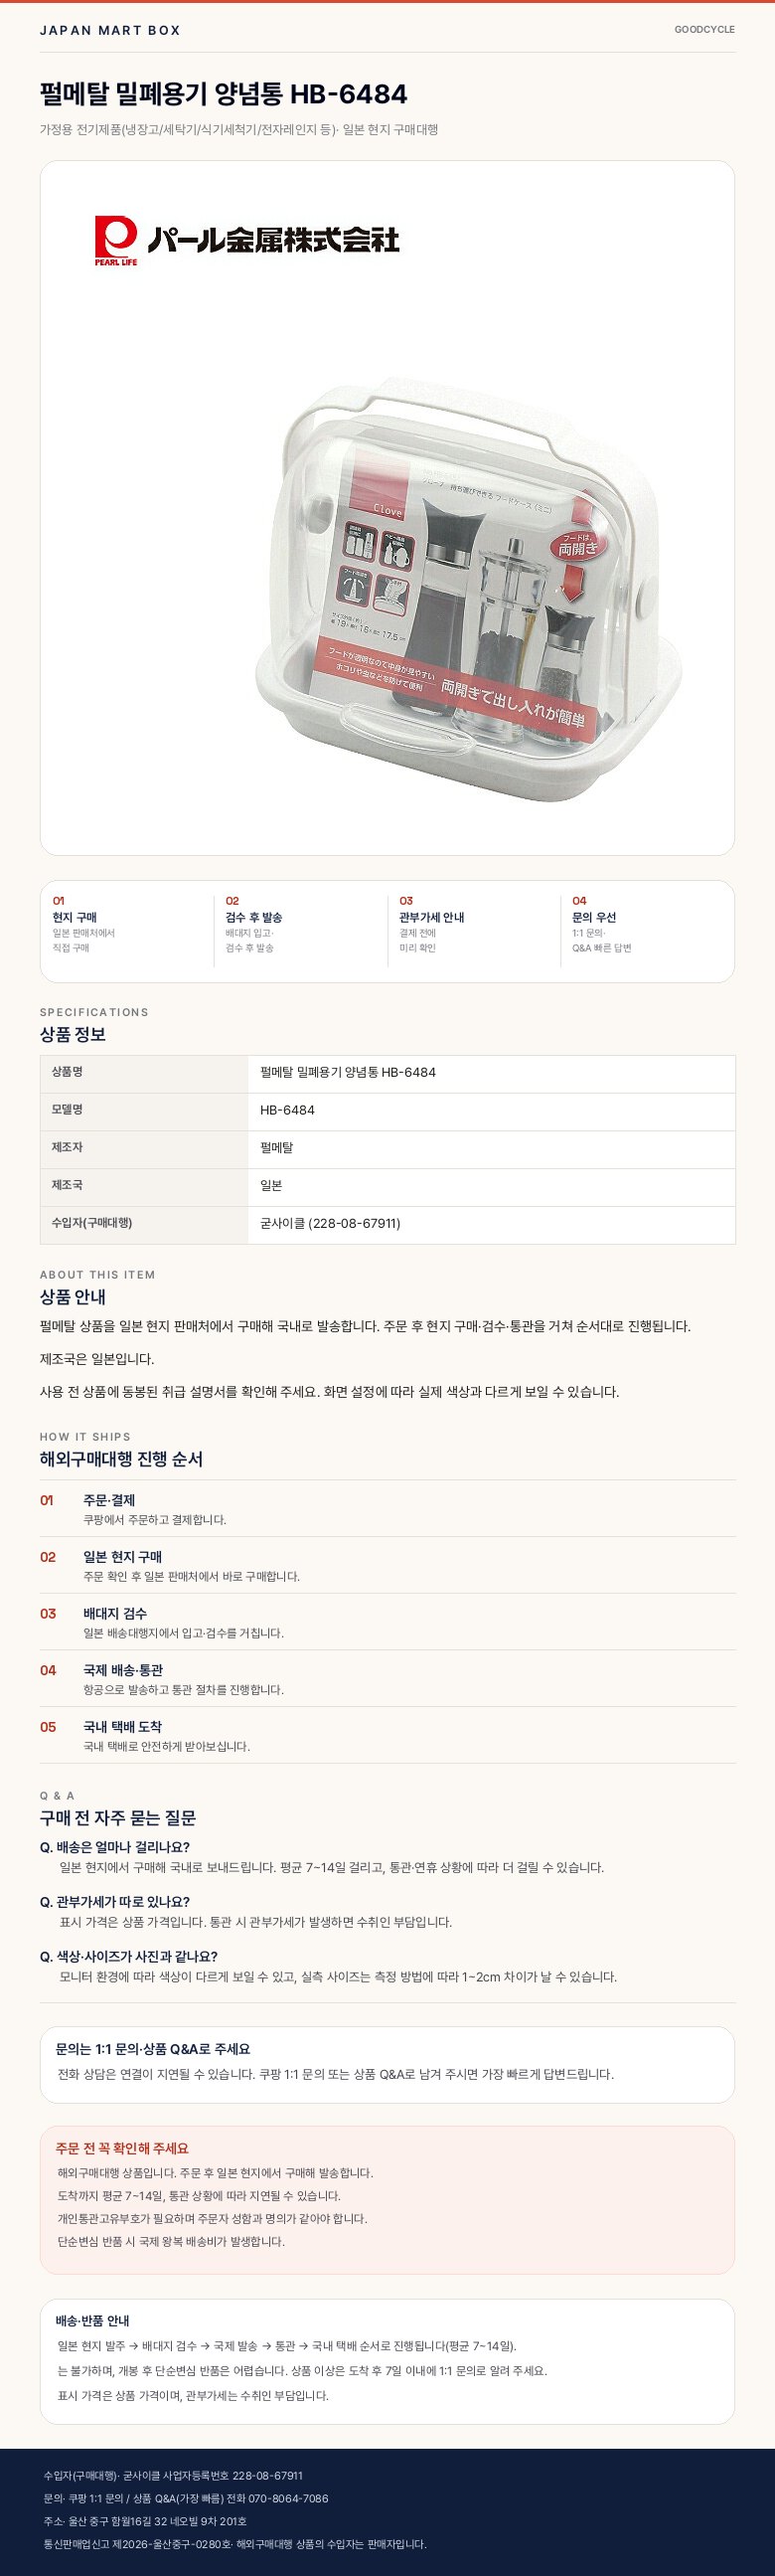 JAPAN MART BOX
GOODCYCLE
펄메탈 밀폐용기 양념통 HB-6484
가정용 전기제품(냉장고/세탁기/식기세척기/전자레인지 등)· 일본 현지 구매대행
PEARL LIFE
パール金属株式会社
持ち運びできる フードケース〈ミニ〉
Clove
フードは、
両開き
サイズ(約)
幅19×奥行16×高さ17.5cm
フードが透明なので中身が見やすい
ホコリや虫などを防げて便利
両開きで出し入れが簡単
01
현지 구매
일본 판매처에서
직접 구매
02
검수 후 발송
배대지 입고·
검수 후 발송
03
관부가세 안내
결제 전에
미리 확인
04
문의 우선
1:1 문의·
Q&A 빠른 답변
SPECIFICATIONS
상품 정보
상품명 펄메탈 밀폐용기 양념통 HB-6484
모델명 HB-6484
제조자 펄메탈
제조국 일본
수입자(구매대행) 굳사이클 (228-08-67911)
ABOUT THIS ITEM
상품 안내
펄메탈 상품을 일본 현지 판매처에서 구매해 국내로 발송합니다. 주문 후 현지 구매·검수·통관을 거쳐 순서대로 진행됩니다.
제조국은 일본입니다.
사용 전 상품에 동봉된 취급 설명서를 확인해 주세요. 화면 설정에 따라 실제 색상과 다르게 보일 수 있습니다.
HOW IT SHIPS
해외구매대행 진행 순서
01 주문·결제
쿠팡에서 주문하고 결제합니다.
02 일본 현지 구매
주문 확인 후 일본 판매처에서 바로 구매합니다.
03 배대지 검수
일본 배송대행지에서 입고·검수를 거칩니다.
04 국제 배송·통관
항공으로 발송하고 통관 절차를 진행합니다.
05 국내 택배 도착
국내 택배로 안전하게 받아보십니다.
Q & A
구매 전 자주 묻는 질문
Q. 배송은 얼마나 걸리나요?
일본 현지에서 구매해 국내로 보내드립니다. 평균 7~14일 걸리고, 통관·연휴 상황에 따라 더 걸릴 수 있습니다.
Q. 관부가세가 따로 있나요?
표시 가격은 상품 가격입니다. 통관 시 관부가세가 발생하면 수취인 부담입니다.
Q. 색상·사이즈가 사진과 같나요?
모니터 환경에 따라 색상이 다르게 보일 수 있고, 실측 사이즈는 측정 방법에 따라 1~2cm 차이가 날 수 있습니다.
문의는 1:1 문의·상품 Q&A로 주세요
전화 상담은 연결이 지연될 수 있습니다. 쿠팡 1:1 문의 또는 상품 Q&A로 남겨 주시면 가장 빠르게 답변드립니다.
주문 전 꼭 확인해 주세요
해외구매대행 상품입니다. 주문 후 일본 현지에서 구매해 발송합니다.
도착까지 평균 7~14일, 통관 상황에 따라 지연될 수 있습니다.
개인통관고유부호가 필요하며 주문자 성함과 명의가 같아야 합니다.
단순변심 반품 시 국제 왕복 배송비가 발생합니다.
배송·반품 안내
일본 현지 발주 → 배대지 검수 → 국제 발송 → 통관 → 국내 택배 순서로 진행됩니다(평균 7~14일).
는 불가하며, 개봉 후 단순변심 반품은 어렵습니다. 상품 이상은 도착 후 7일 이내에 1:1 문의로 알려 주세요.
표시 가격은 상품 가격이며, 관부가세는 수취인 부담입니다.
수입자(구매대행)· 굳사이클 사업자등록번호 228-08-67911
문의· 쿠팡 1:1 문의 / 상품 Q&A(가장 빠름) 전화 070-8064-7086
주소· 울산 중구 함월16길 32 네오빌 9차 201호
통신판매업신고 제2026-울산중구-0280호· 해외구매대행 상품의 수입자는 판매자입니다.